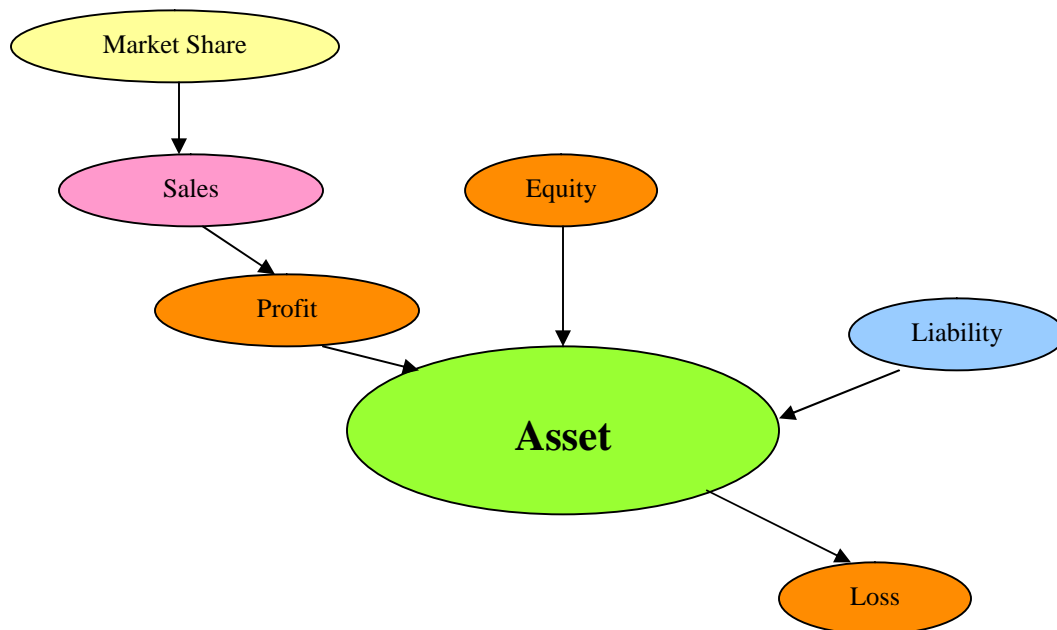 Market Share
Sales
Equity
Profit
Liability
Asset
Loss